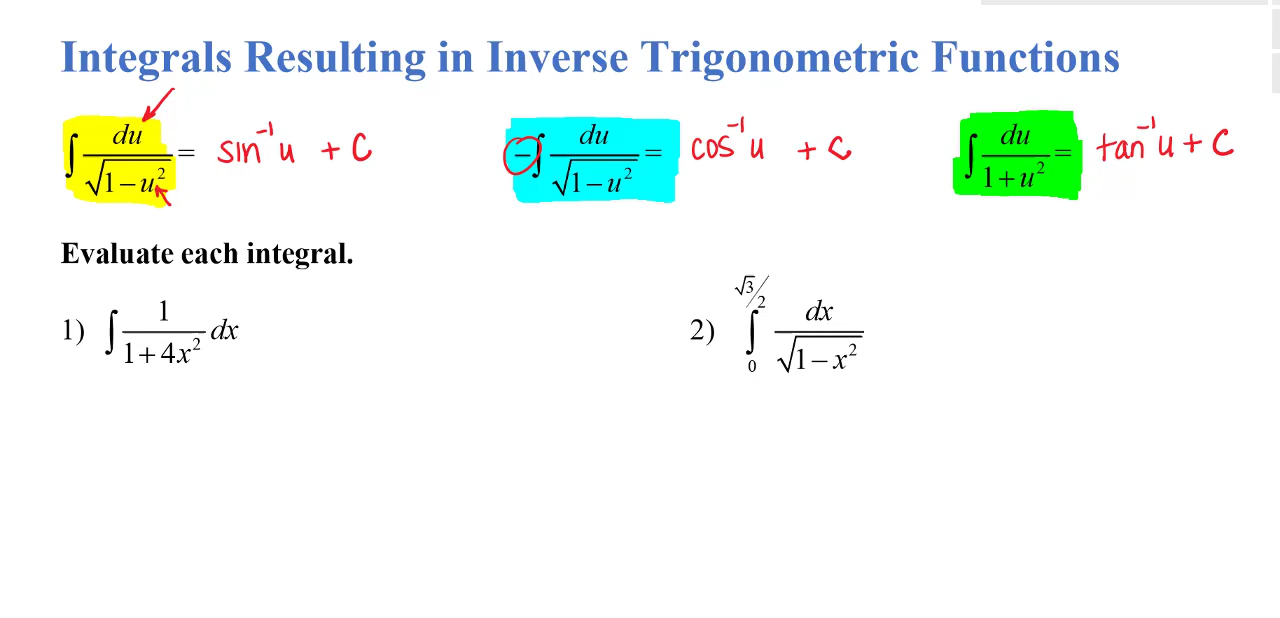 Integrals Resulting in Inverse Trigonometric Functions
∫ du/√(1−u²) = sin⁻¹u + C   −∫ du/√(1−u²) = cos⁻¹u + C   ∫ du/(1+u²) = tan⁻¹u + C
Evaluate each integral.
1) ∫ 1/(1+4x²) dx   2) ∫₀^(√3/2) dx/√(1−x²)